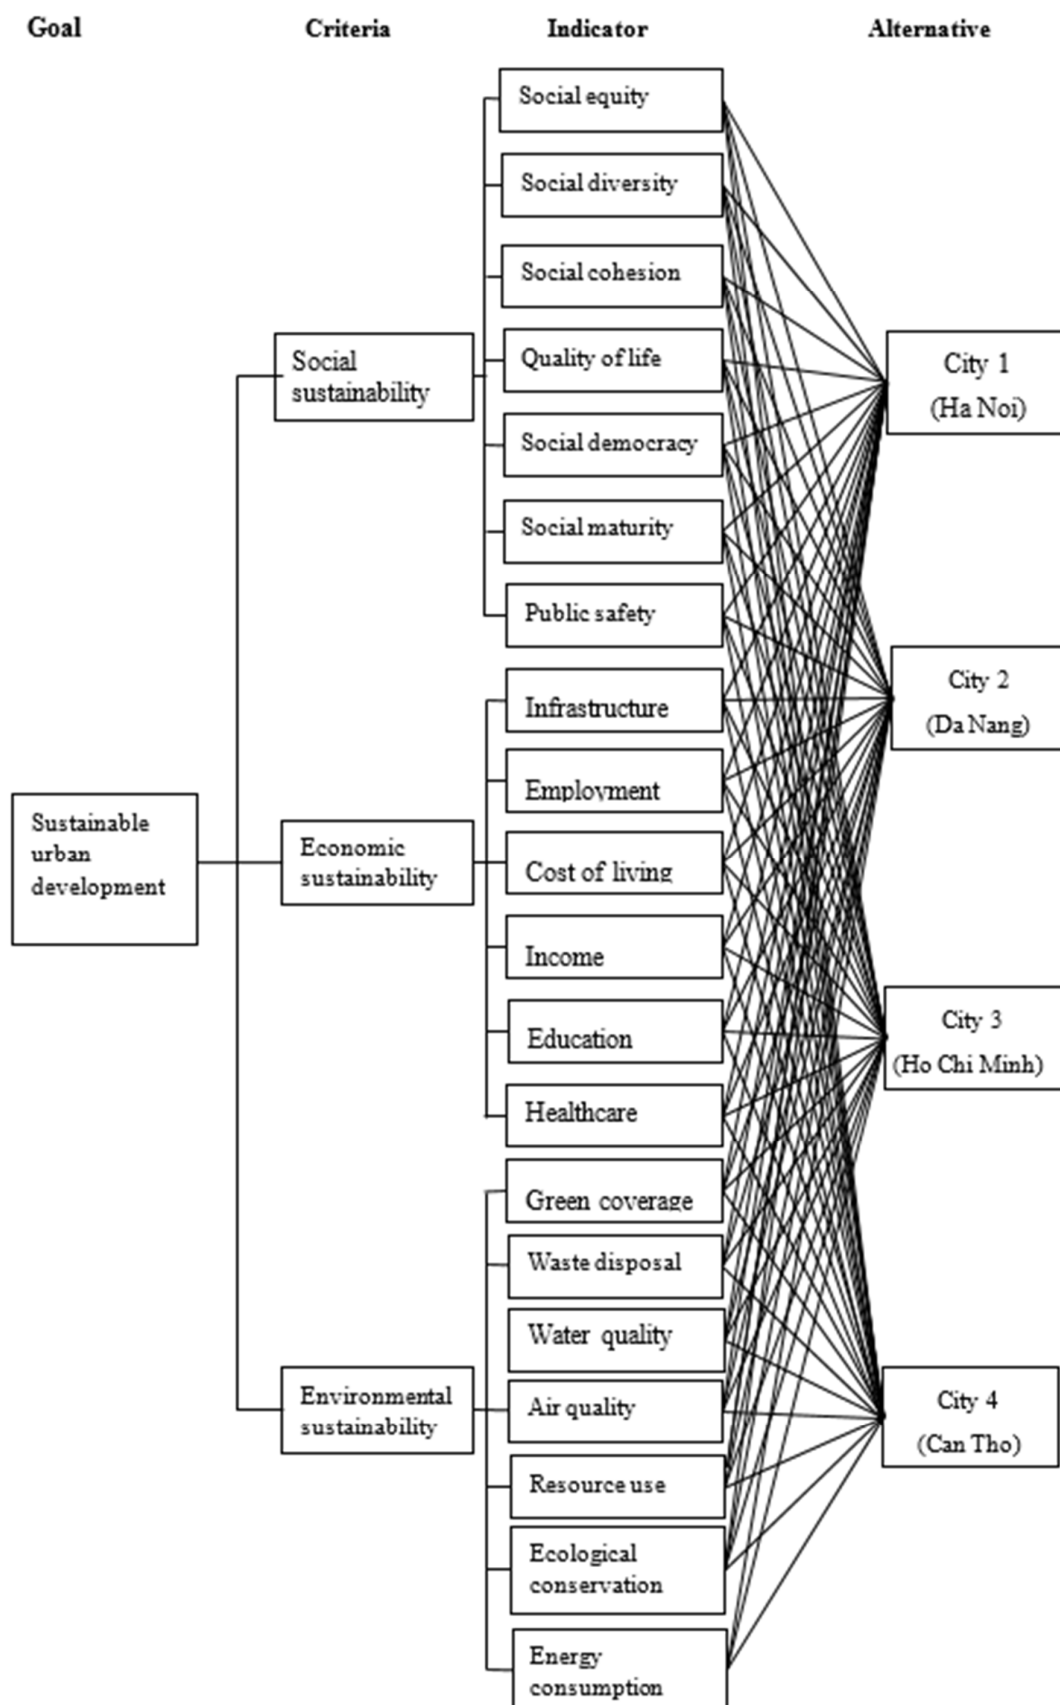 Goal
Criteria
Indicator
Alternative
Social equity
Social diversity
Social cohesion
Quality of life
Social democracy
Social maturity
Public safety
Infrastructure
Employment
Cost of living
Income
Education
Healthcare
Green coverage
Waste disposal
Water quality
Air quality
Resource use
Ecological
conservation
Energy
consumption
Social
sustainability
Economic
sustainability
Environmental
sustainability
Sustainable
urban
development
City 1
(Ha Noi)
City 2
(Da Nang)
City 3
(Ho Chi Minh)
City 4
(Can Tho)